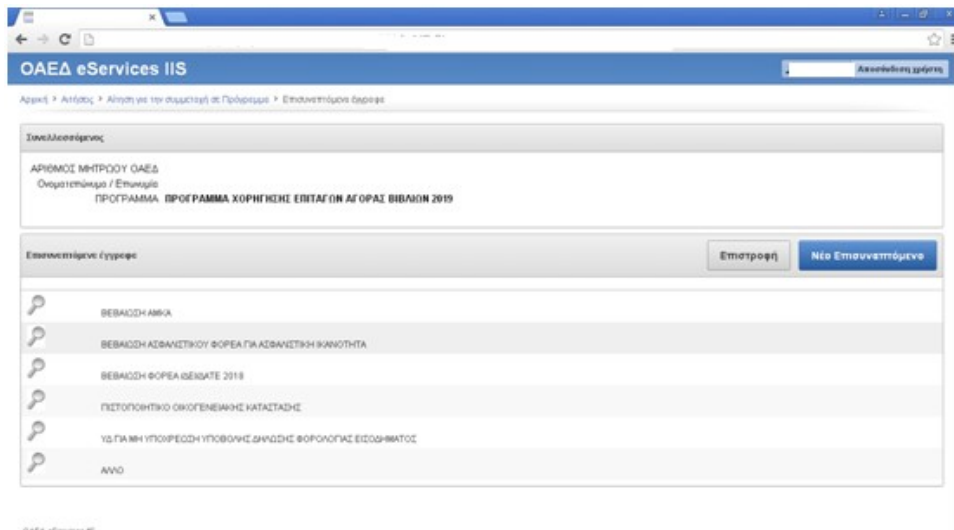 ΟΑΕΔ eServices IIS
Αποσύνδεση χρήστη
Αρχική > Αιτήσεις > Αίτηση για την συμμετοχή σε Πρόγραμμα > Επισυναπτόμενα έγγραφα
Συναλλασσόμενος
ΑΡΙΘΜΟΣ ΜΗΤΡΩΟΥ ΟΑΕΔ
Ονοματεπώνυμο / Επωνυμία
ΠΡΟΓΡΑΜΜΑ ΠΡΟΓΡΑΜΜΑ ΧΟΡΗΓΗΣΗΣ ΕΠΙΤΑΓΩΝ ΑΓΟΡΑΣ ΒΙΒΛΙΩΝ 2019
Επισυναπτόμενα έγγραφα
Επιστροφή
Νέο Επισυναπτόμενο
ΒΕΒΑΙΩΣΗ ΑΜΚΑ
ΒΕΒΑΙΩΣΗ ΑΣΦΑΛΙΣΤΙΚΟΥ ΦΟΡΕΑ ΓΙΑ ΑΣΦΑΛΙΣΤΙΚΗ ΙΚΑΝΟΤΗΤΑ
ΒΕΒΑΙΩΣΗ ΦΟΡΕΑ 2018
ΠΙΣΤΟΠΟΙΗΤΙΚΟ ΟΙΚΟΓΕΝΕΙΑΚΗΣ ΚΑΤΑΣΤΑΣΗΣ
ΥΔ ΓΙΑ ΜΗ ΥΠΟΧΡΕΩΣΗ ΥΠΟΒΟΛΗΣ ΔΗΛΩΣΗΣ ΦΟΡΟΛΟΓΙΑΣ ΕΙΣΟΔΗΜΑΤΟΣ
ΑΛΛΟ